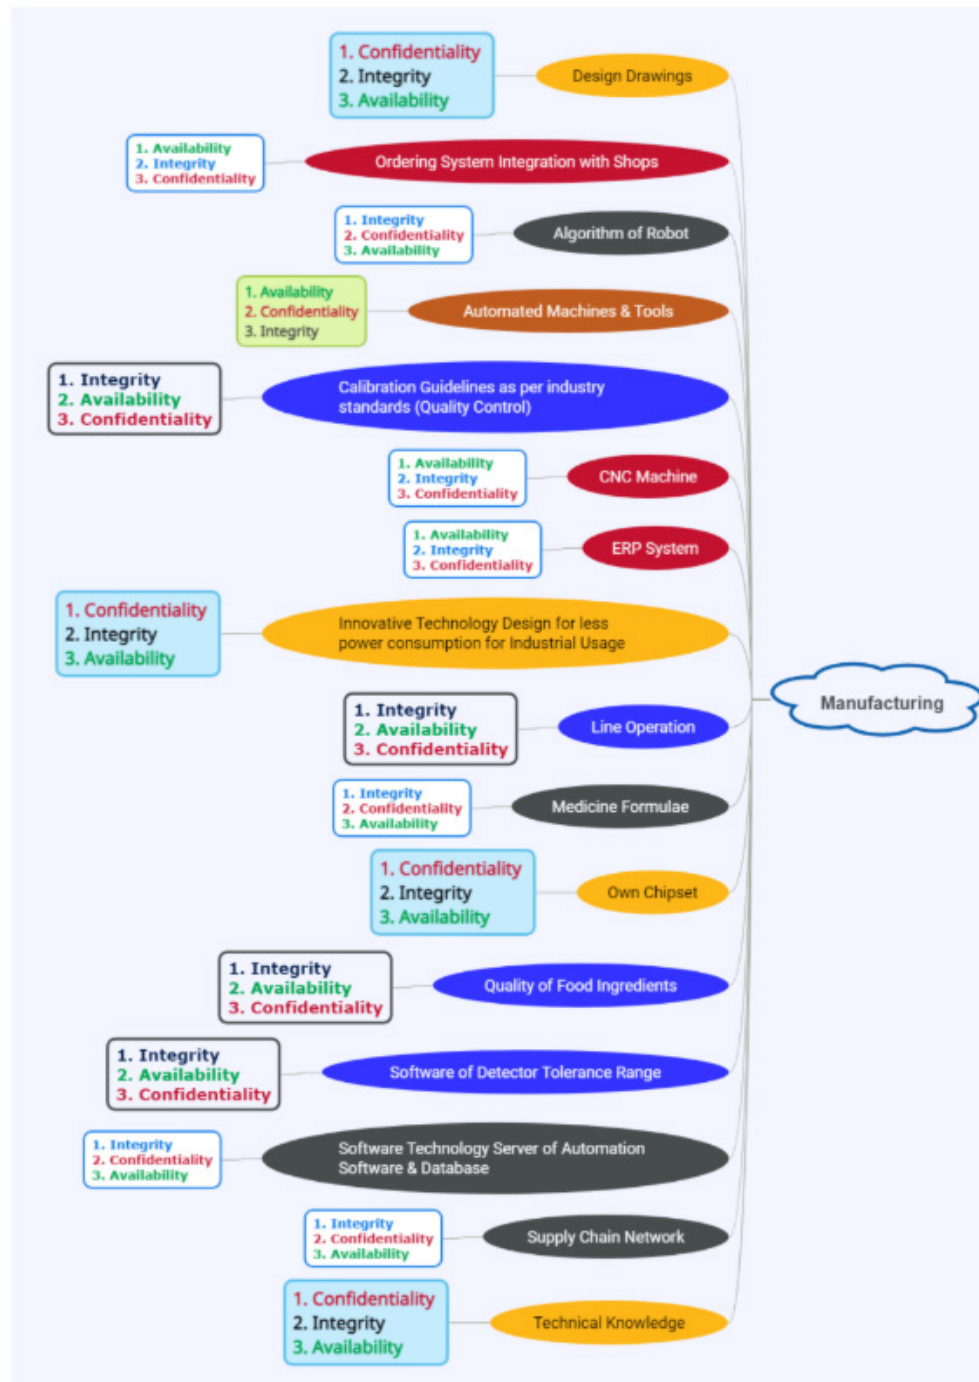 1. Confidentiality
2. Integrity
3. Availability
Design Drawings
1. Availability
2. Integrity
3. Confidentiality
Ordering System Integration with Shops
1. Integrity
2. Confidentiality
3. Availability
Algorithm of Robot
1. Availability
2. Confidentiality
3. Integrity
Automated Machines & Tools
1. Integrity
2. Availability
3. Confidentiality
Calibration Guidelines as per industry
standards (Quality Control)
1. Availability
2. Integrity
3. Confidentiality
CNC Machine
1. Availability
2. Integrity
3. Confidentiality
ERP System
1. Confidentiality
2. Integrity
3. Availability
Innovative Technology Design for less
power consumption for Industrial Usage
Manufacturing
1. Integrity
2. Availability
3. Confidentiality
Line Operation
1. Integrity
2. Confidentiality
3. Availability
Medicine Formulae
1. Confidentiality
2. Integrity
3. Availability
Own Chipset
1. Integrity
2. Availability
3. Confidentiality
Quality of Food Ingredients
1. Integrity
2. Availability
3. Confidentiality
Software of Detector Tolerance Range
1. Integrity
2. Confidentiality
3. Availability
Software Technology Server of Automation
Software & Database
1. Integrity
2. Confidentiality
3. Availability
Supply Chain Network
1. Confidentiality
2. Integrity
3. Availability
Technical Knowledge